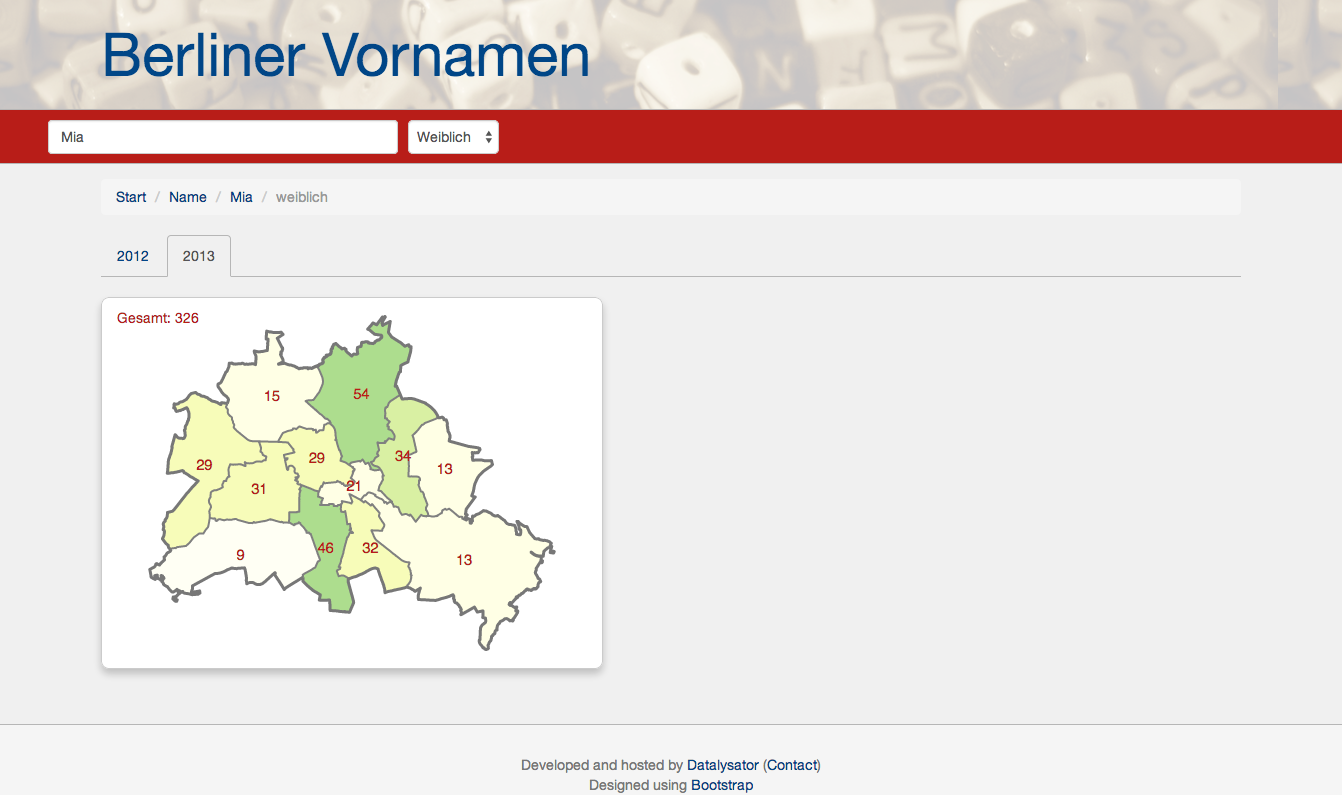 Berliner Vornamen
Mia
Weiblich
Start / Name / Mia / weiblich
2012
2013
Gesamt: 326
15
54
29
29
34
13
31
21
9
46
32
13
Developed and hosted by Datalysator (Contact)
Designed using Bootstrap